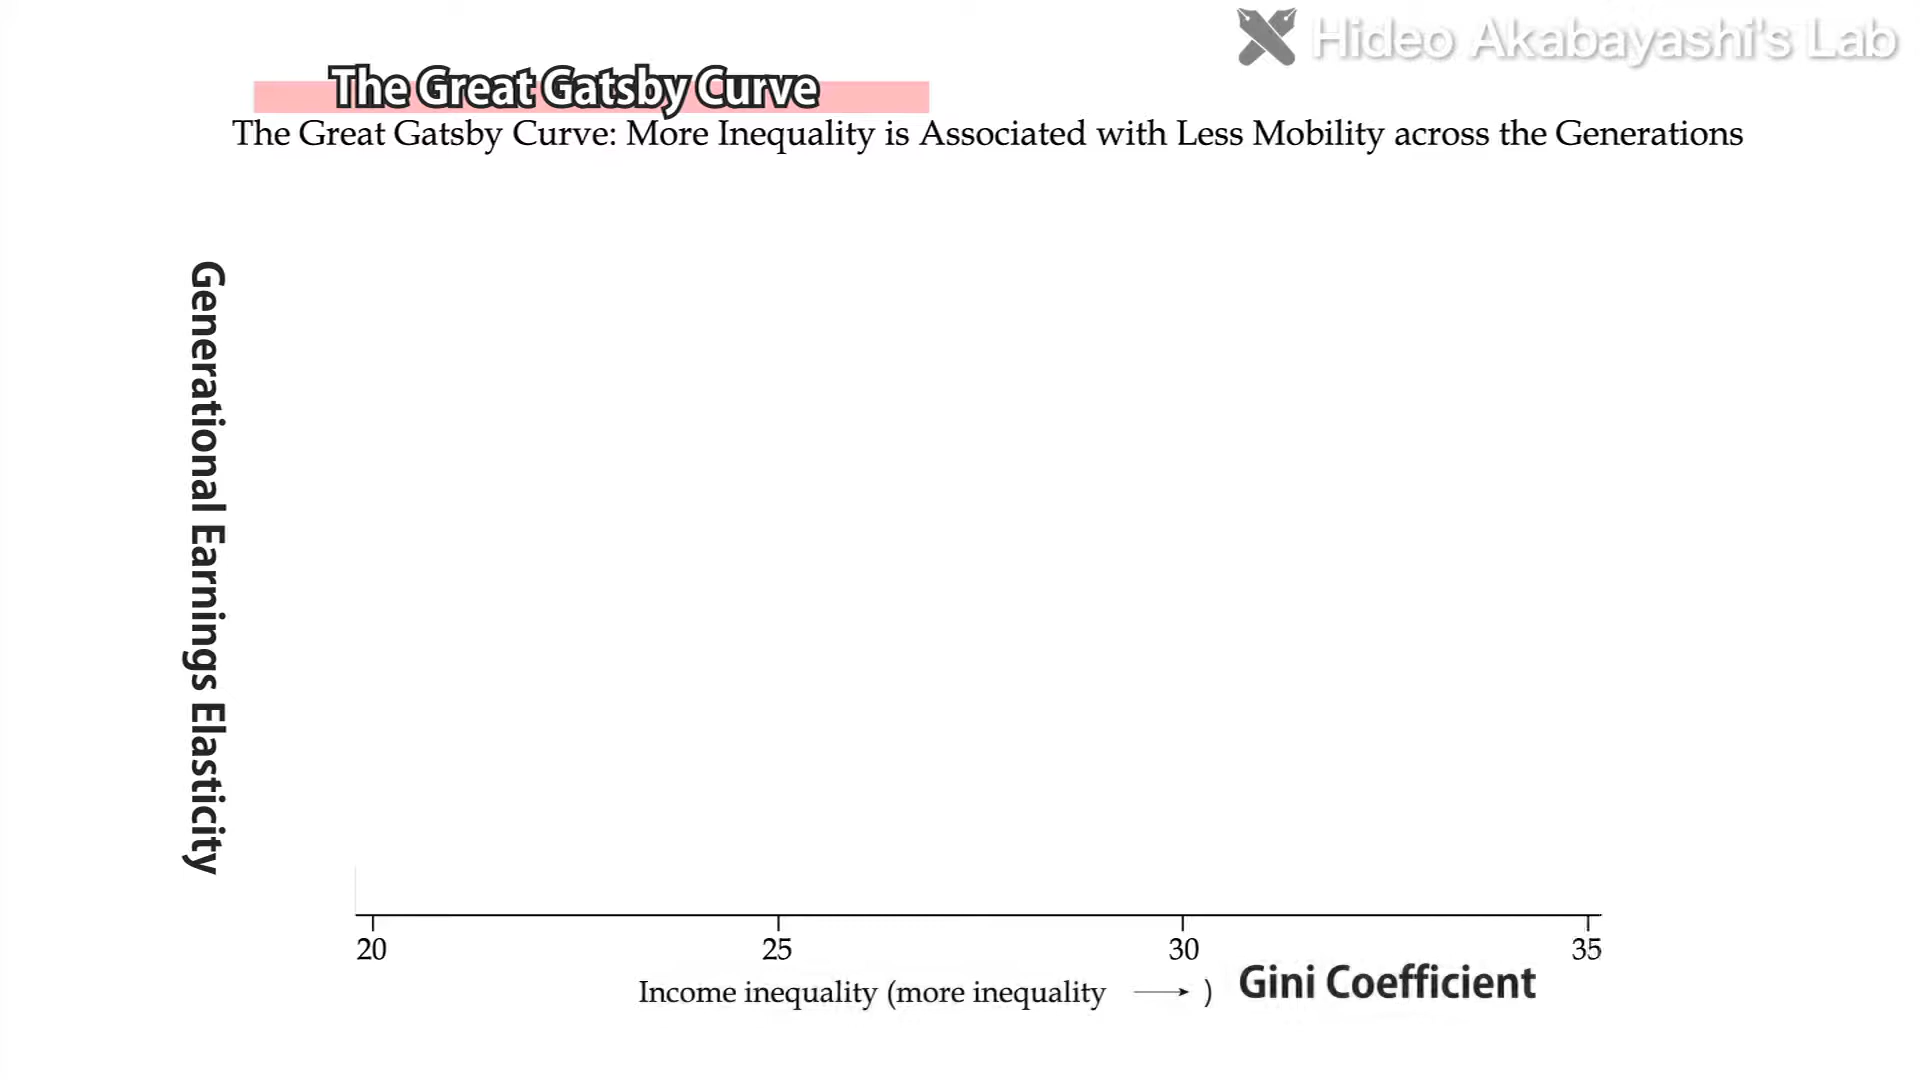 Hideo Akabayashi's Lab
The Great Gatsby Curve
The Great Gatsby Curve: More Inequality is Associated with Less Mobility across the Generations
Generational Earnings Elasticity
20 25 30 35
Income inequality (more inequality ⟶ ) Gini Coefficient